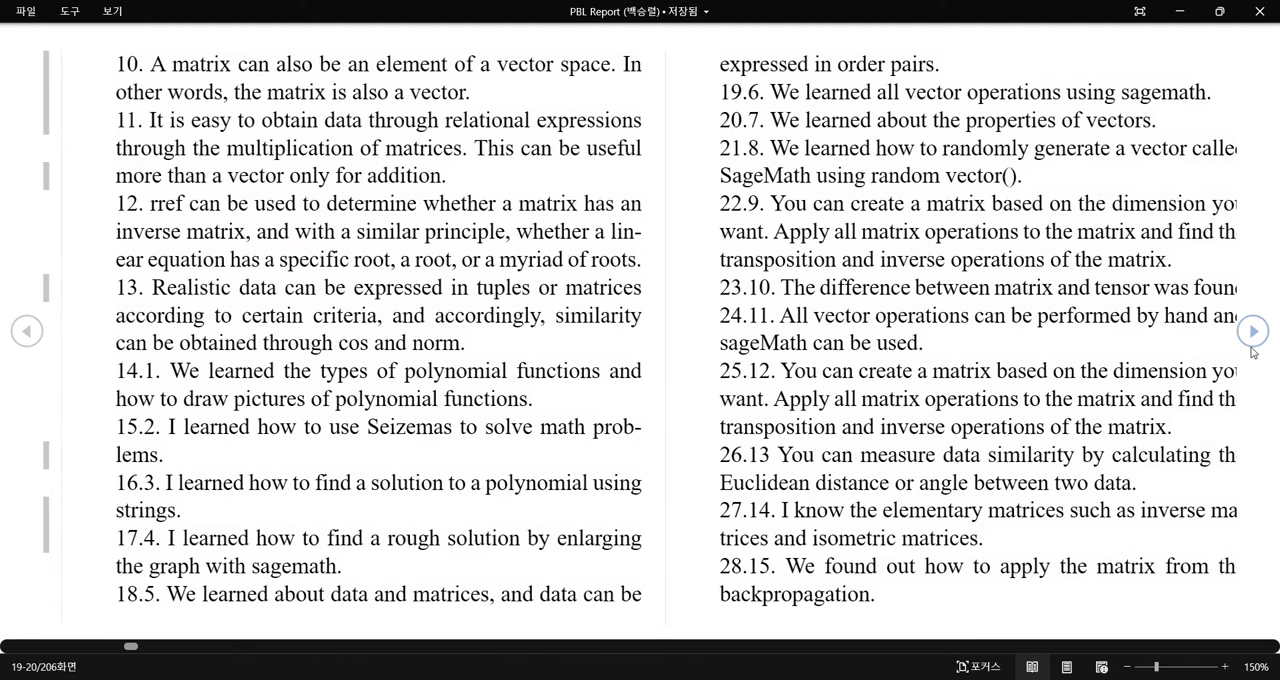 파일 도구 보기
PBL Report (백승렬) • 저장됨
10. A matrix can also be an element of a vector space. In
other words, the matrix is also a vector.
11. It is easy to obtain data through relational expressions
through the multiplication of matrices. This can be useful
more than a vector only for addition.
12. rref can be used to determine whether a matrix has an
inverse matrix, and with a similar principle, whether a lin-
ear equation has a specific root, a root, or a myriad of roots.
13. Realistic data can be expressed in tuples or matrices
according to certain criteria, and accordingly, similarity
can be obtained through cos and norm.
14.1. We learned the types of polynomial functions and
how to draw pictures of polynomial functions.
15.2. I learned how to use Seizemas to solve math prob-
lems.
16.3. I learned how to find a solution to a polynomial using
strings.
17.4. I learned how to find a rough solution by enlarging
the graph with sagemath.
18.5. We learned about data and matrices, and data can be
expressed in order pairs.
19.6. We learned all vector operations using sagemath.
20.7. We learned about the properties of vectors.
21.8. We learned how to randomly generate a vector calle
SageMath using random vector().
22.9. You can create a matrix based on the dimension yo
want. Apply all matrix operations to the matrix and find th
transposition and inverse operations of the matrix.
23.10. The difference between matrix and tensor was foun
24.11. All vector operations can be performed by hand an
sageMath can be used.
25.12. You can create a matrix based on the dimension yo
want. Apply all matrix operations to the matrix and find th
transposition and inverse operations of the matrix.
26.13 You can measure data similarity by calculating th
Euclidean distance or angle between two data.
27.14. I know the elementary matrices such as inverse ma
trices and isometric matrices.
28.15. We found out how to apply the matrix from th
backpropagation.
19-20/206화면
포커스
150%